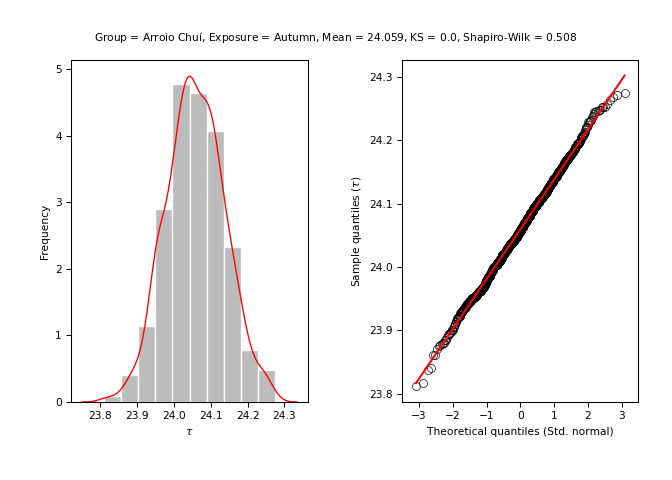 Group = Arroio Chuí, Exposure = Autumn, Mean = 24.059, KS = 0.0, Shapiro-Wilk = 0.508
5
4
3
2
1
0
Frequency
23.8 23.9 24.0 24.1 24.2 24.3
τ
24.3
24.2
24.1
24.0
23.9
23.8
Sample quantiles (τ)
−3 −2 −1 0 1 2 3
Theoretical quantiles (Std. normal)